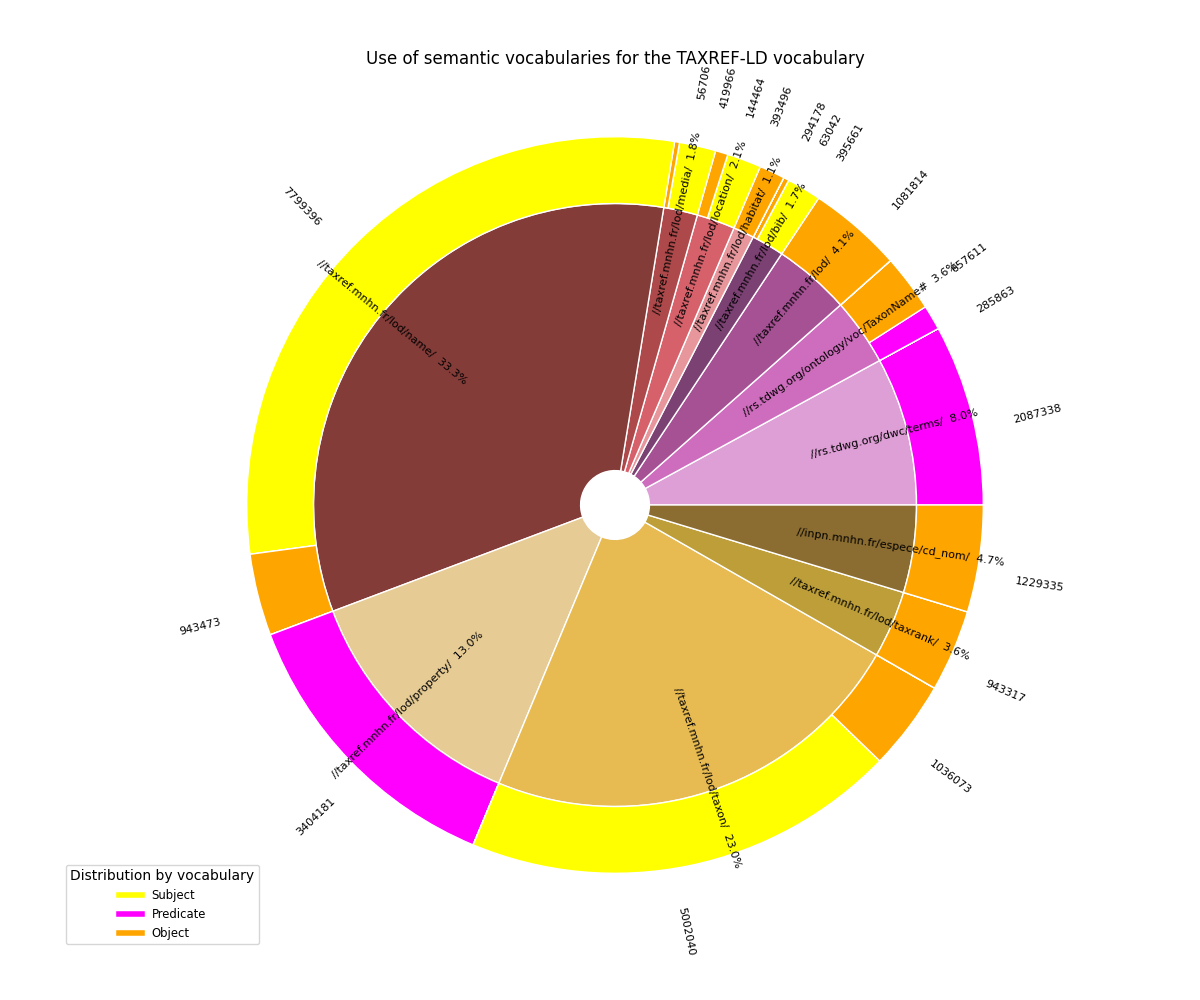 Use of semantic vocabularies for the TAXREF-LD vocabulary
56706
419966
144464
393496
294178
63042
395661
1081814
657611
285863
2087338
1229335
943317
1036073
5002040
3404181
943473
7799396
//taxref.mnhn.fr/lod/name/ 33.3%
//taxref.mnhn.fr/lod/media/ 1.8%
//taxref.mnhn.fr/lod/location/ 2.1%
//taxref.mnhn.fr/lod/habitat/ 1.1%
//taxref.mnhn.fr/lod/bib/ 1.7%
//taxref.mnhn.fr/lod/ 4.1%
//rs.tdwg.org/ontology/voc/TaxonName# 3.6%
//rs.tdwg.org/dwc/terms/ 8.0%
//inpn.mnhn.fr/espece/cd_nom/ 4.7%
//taxref.mnhn.fr/lod/taxrank/ 3.6%
//taxref.mnhn.fr/lod/taxon/ 23.0%
//taxref.mnhn.fr/lod/property/ 13.0%
Distribution by vocabulary
Subject
Predicate
Object